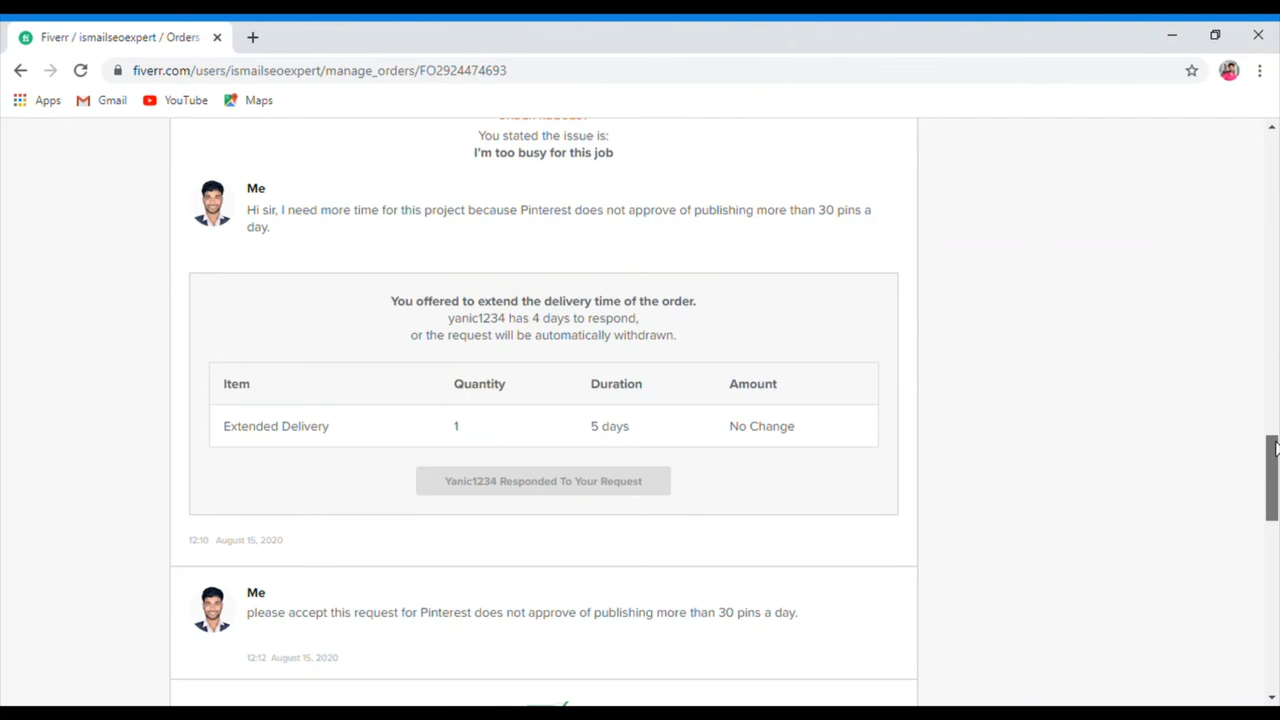 Fiverr / ismailseoexpert / Orders
fiverr.com/users/ismailseoexpert/manage_orders/FO2924474693
Apps Gmail YouTube Maps
ORDER REQUEST
You stated the issue is:
I'm too busy for this job
Me
Hi sir, I need more time for this project because Pinterest does not approve of publishing more than 30 pins a
day.
You offered to extend the delivery time of the order.
yanic1234 has 4 days to respond,
or the request will be automatically withdrawn.
Item Quantity Duration Amount
Extended Delivery 1 5 days No Change
Yanic1234 Responded To Your Request
12:10 August 15, 2020
Me
please accept this request for Pinterest does not approve of publishing more than 30 pins a day.
12:12 August 15, 2020